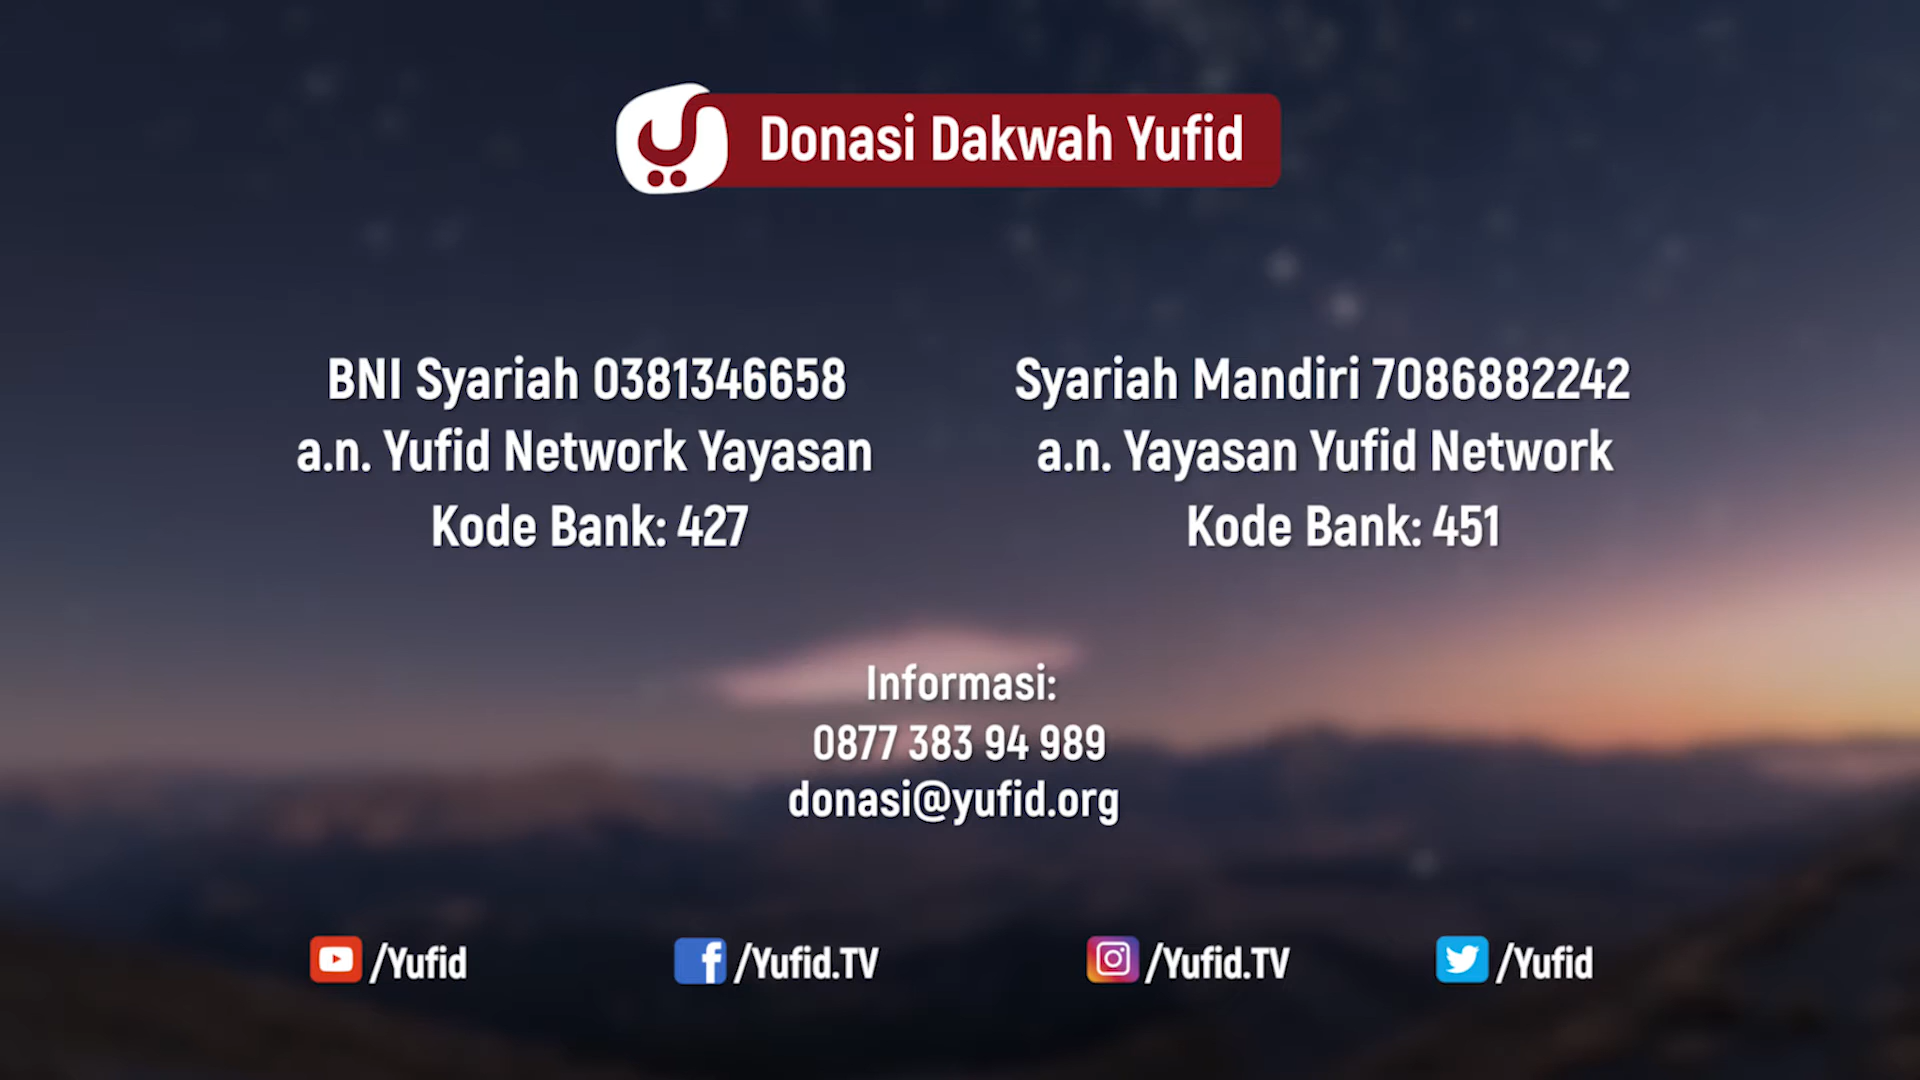 Donasi Dakwah Yufid
BNI Syariah 0381346658
a.n. Yufid Network Yayasan
Kode Bank: 427
Syariah Mandiri 7086882242
a.n. Yayasan Yufid Network
Kode Bank: 451
Informasi:
0877 383 94 989
donasi@yufid.org
/Yufid
/Yufid.TV
/Yufid.TV
/Yufid